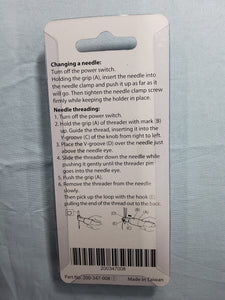 Changing a needle:
Turn off the power switch.
Holding the grip (A), insert the needle into
the needle clamp and push it up as far as it
will go. Then tighten the needle clamp screw
firmly while keeping the holder in place.
Needle threading:
1. Turn off the power switch.
2. Hold the grip (A) of threader with mark (B)
up. Guide the thread, inserting it into the
V-groove (C) of the knob from right to left.
3. Place the V-groove (D) over the needle just
above the needle eye.
4. Slide the threader down the needle while
pushing it gently until the threader pin
goes into the needle eye.
5. Push the grip (A).
6. Remove the threader from the needle
slowly.
Then pick up the loop with the hook (E),
pulling the end of the thread out to the back.
200347008
Part No. 200-347-008
Made in Taiwan